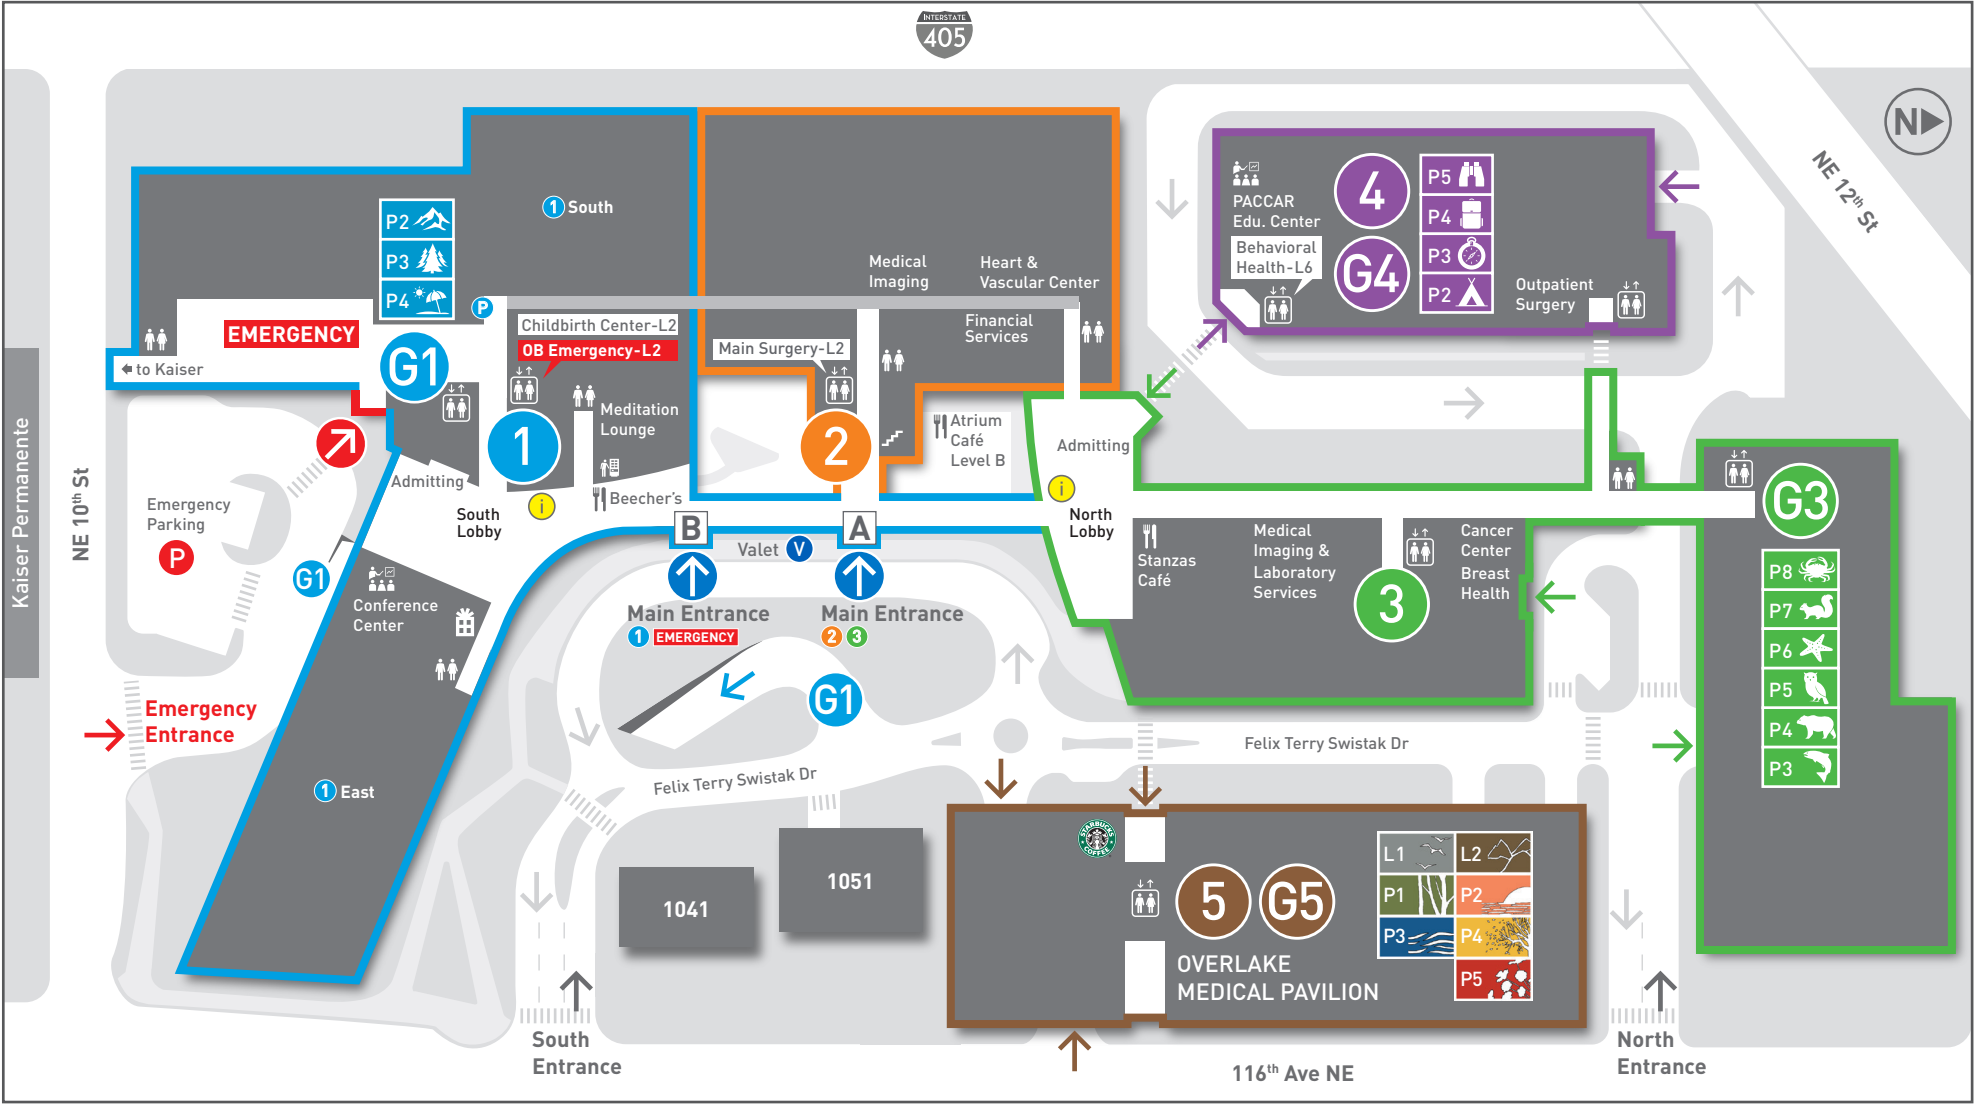 INTERSTATE
405
N
NE 12th St
Kaiser Permanente
NE 10th St
1 South
P2
P3
P4
P
EMERGENCY
to Kaiser
G1
Childbirth Center-L2
OB Emergency-L2
1
Meditation
Lounge
Beecher's
Admitting
South
Lobby
i
Medical
Imaging
Heart &
Vascular Center
Financial
Services
Main Surgery-L2
2
Atrium
Café
Level B
Admitting
i
North
Lobby
PACCAR
Edu. Center
Behavioral
Health-L6
4
G4
P5
P4
P3
P2
Outpatient
Surgery
Emergency
Parking
P
G1
Conference
Center
B
A
Valet V
Main Entrance
1 EMERGENCY
Main Entrance
2 3
G1
Stanzas
Café
Medical
Imaging &
Laboratory
Services
3
Cancer
Center
Breast
Health
G3
P8
P7
P6
P5
P4
P3
Emergency
Entrance
1 East
Felix Terry Swistak Dr
Felix Terry Swistak Dr
1041
1051
STARBUCKS
COFFEE
5
G5
OVERLAKE
MEDICAL PAVILION
L1
L2
P1
P2
P3
P4
P5
South
Entrance
North
Entrance
116th Ave NE